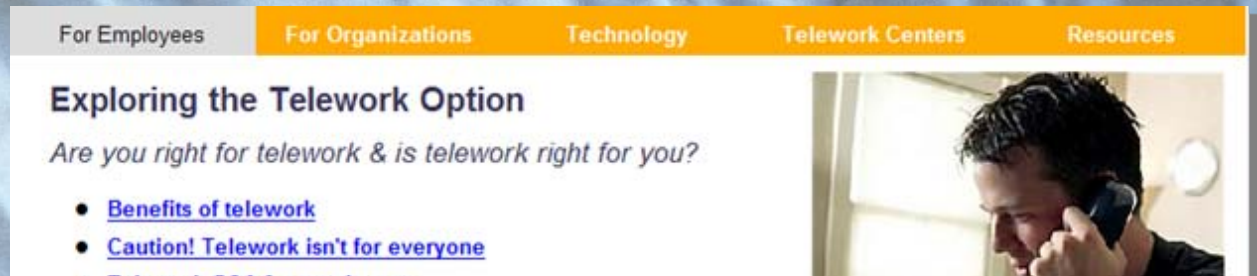 For Employees For Organizations Technology Telework Centers Resources
Exploring the Telework Option
Are you right for telework & is telework right for you?
Benefits of telework
Caution! Telework isn't for everyone